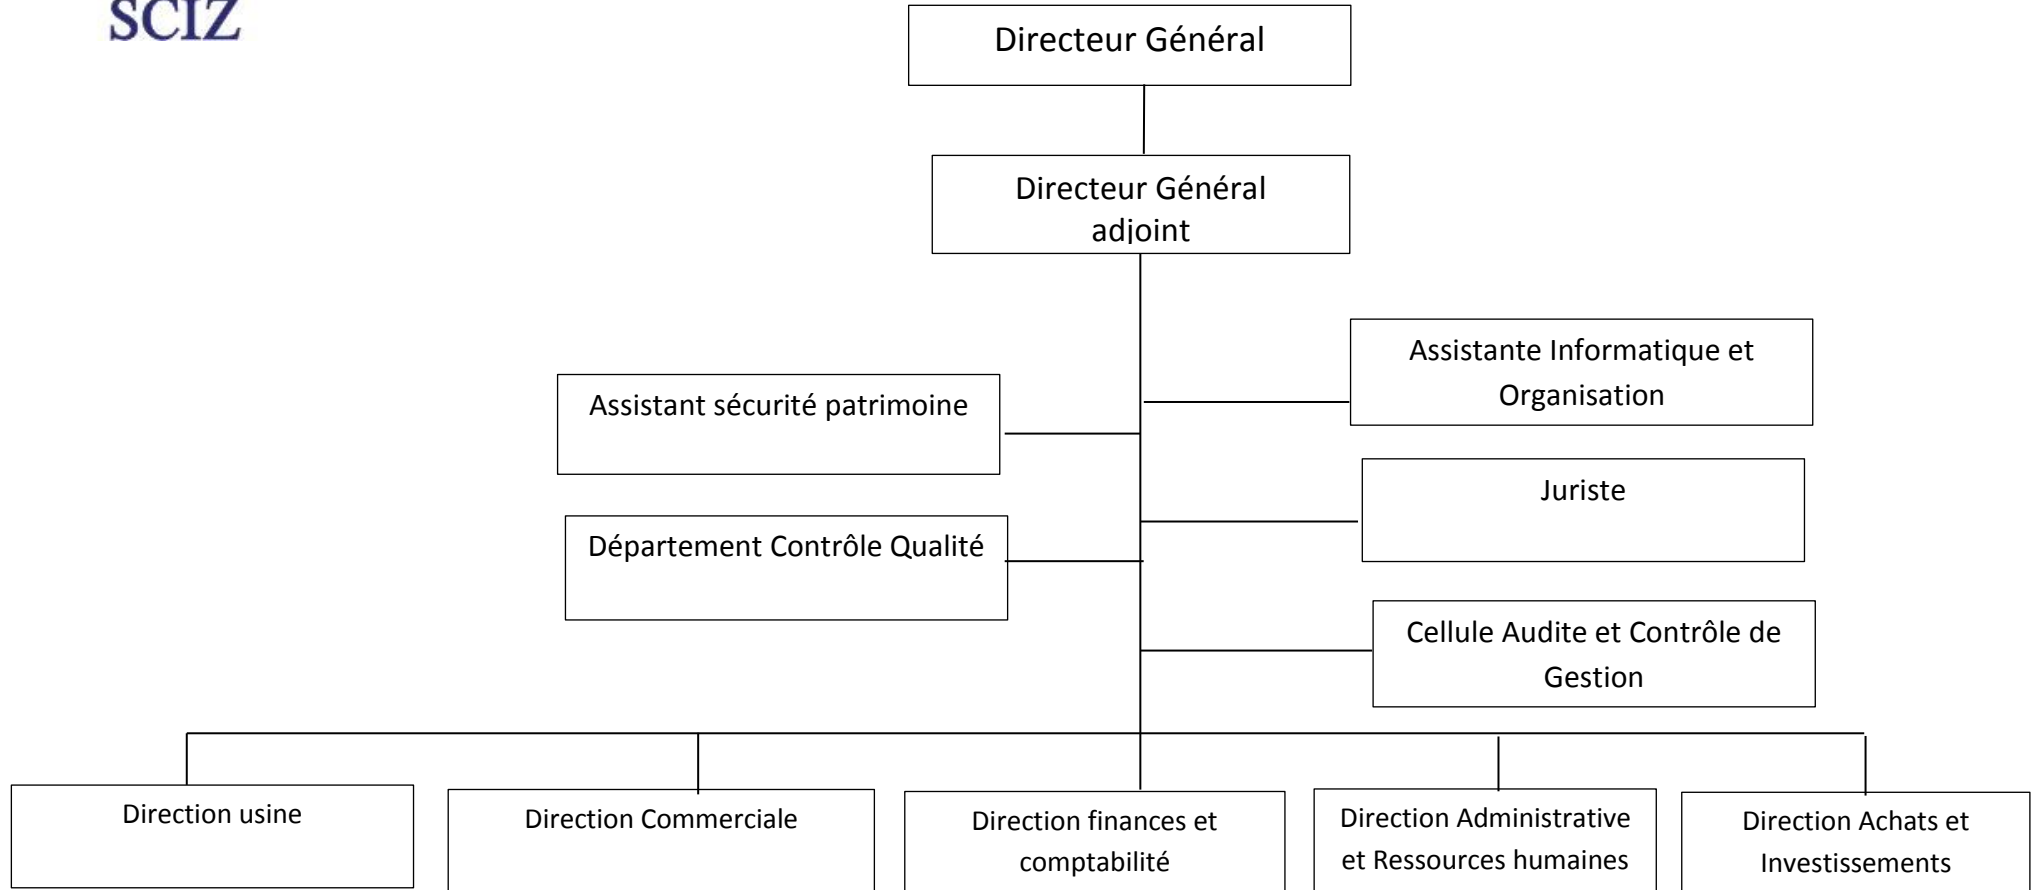 SCIZ
Directeur Général
Directeur Général
adjoint
Assistante Informatique et
Organisation
Assistant sécurité patrimoine
Juriste
Département Contrôle Qualité
Cellule Audite et Contrôle de
Gestion
Direction usine
Direction Commerciale
Direction finances et
comptabilité
Direction Administrative
et Ressources humaines
Direction Achats et
Investissements